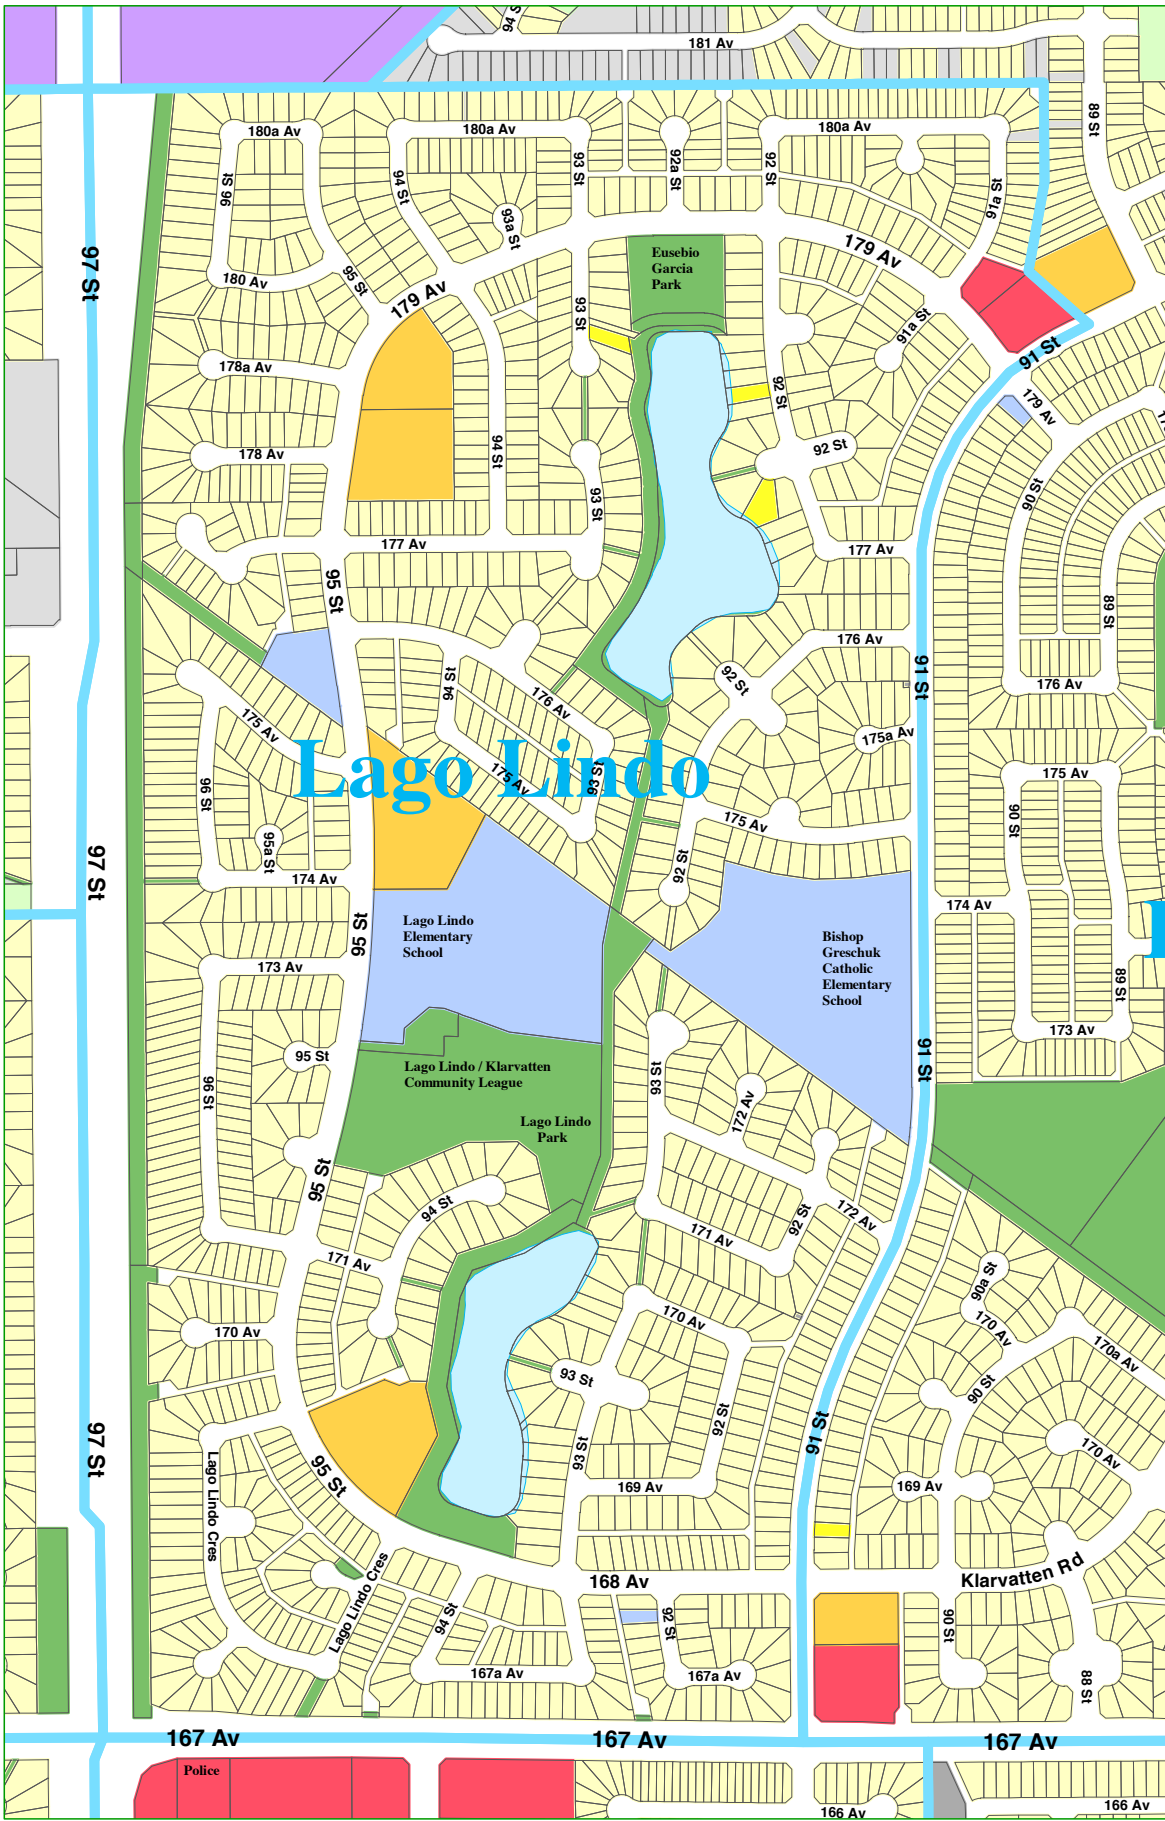 94 St
181 Av
89 St
180a Av
180a Av
180a Av
96 St
94 St
93 St
92a St
92 St
91a St
93a St
179 Av
Eusebio
Garcia
Park
97 St
180 Av
95 St
179 Av
93 St
91a St
91 St
178a Av
92 St
179 Av
178 Av
94 St
92 St
93 St
90 St
177 Av
177 Av
95 St
89 St
176 Av
94 St
92 St
91 St
176 Av
176 Av
175 Av
175a Av
Lago Lindo
175 Av
93 St
175 Av
96 St
175 Av
90 St
95a St
97 St
92 St
174 Av
174 Av
95 St
Lago Lindo
Elementary
School
Bishop
Greschuk
Catholic
Elementary
School
173 Av
89 St
173 Av
95 St
91 St
93 St
Lago Lindo / Klarvatten
Community League
96 St
172 Av
Lago Lindo
Park
95 St
94 St
92 St
172 Av
171 Av
171 Av
90a St
170 Av
170 Av
170 Av
170a Av
93 St
90 St
92 St
91 St
97 St
93 St
170 Av
95 St
Lago Lindo Cres
169 Av
169 Av
168 Av
Klarvatten Rd
Lago Lindo Cres
94 St
92 St
90 St
167a Av
167a Av
88 St
167 Av
167 Av
167 Av
Police
166 Av
166 Av